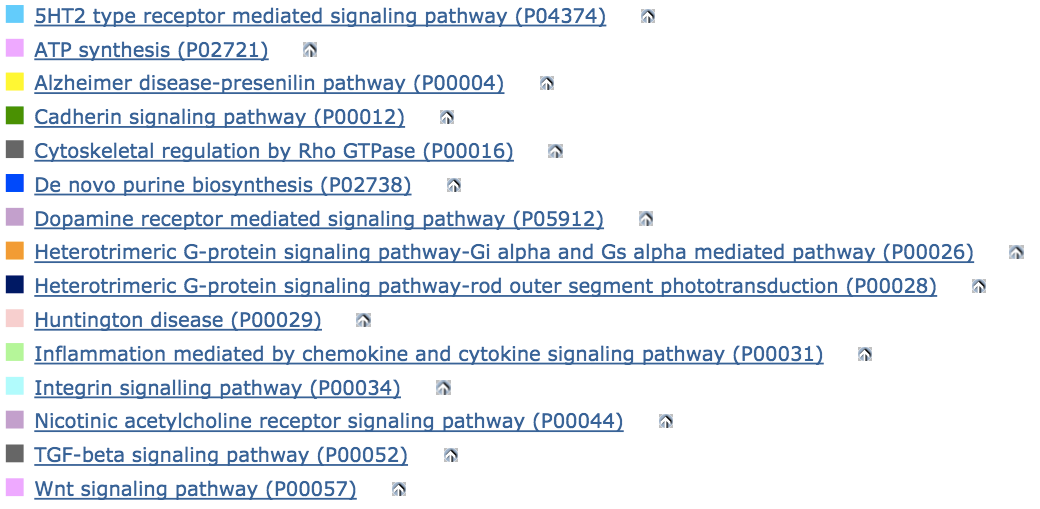 5HT2 type receptor mediated signaling pathway (P04374)
ATP synthesis (P02721)
Alzheimer disease-presenilin pathway (P00004)
Cadherin signaling pathway (P00012)
Cytoskeletal regulation by Rho GTPase (P00016)
De novo purine biosynthesis (P02738)
Dopamine receptor mediated signaling pathway (P05912)
Heterotrimeric G-protein signaling pathway-Gi alpha and Gs alpha mediated pathway (P00026)
Heterotrimeric G-protein signaling pathway-rod outer segment phototransduction (P00028)
Huntington disease (P00029)
Inflammation mediated by chemokine and cytokine signaling pathway (P00031)
Integrin signalling pathway (P00034)
Nicotinic acetylcholine receptor signaling pathway (P00044)
TGF-beta signaling pathway (P00052)
Wnt signaling pathway (P00057)